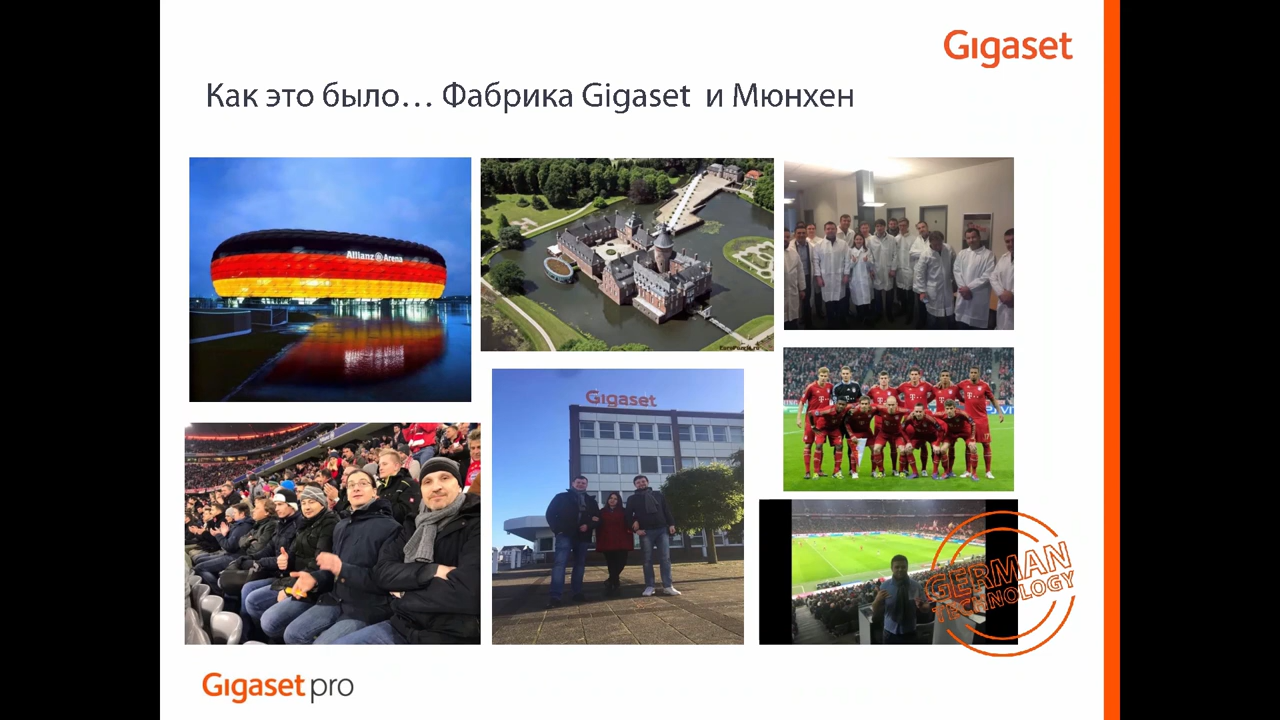 Gigaset
Как это было... Фабрика Gigaset и Мюнхен
Allianz Arena
Gigaset
GERMAN
TECHNOLOGY
Gigaset pro